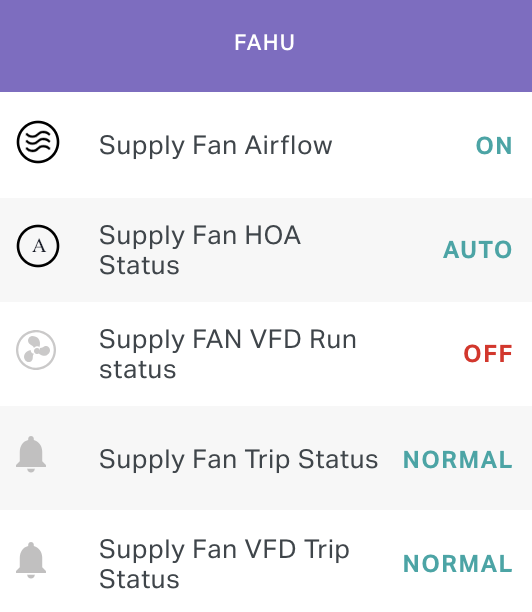 FAHU
Supply Fan Airflow
ON
A
Supply Fan HOA
Status
AUTO
Supply FAN VFD Run
status
OFF
Supply Fan Trip Status
NORMAL
Supply Fan VFD Trip
Status
NORMAL